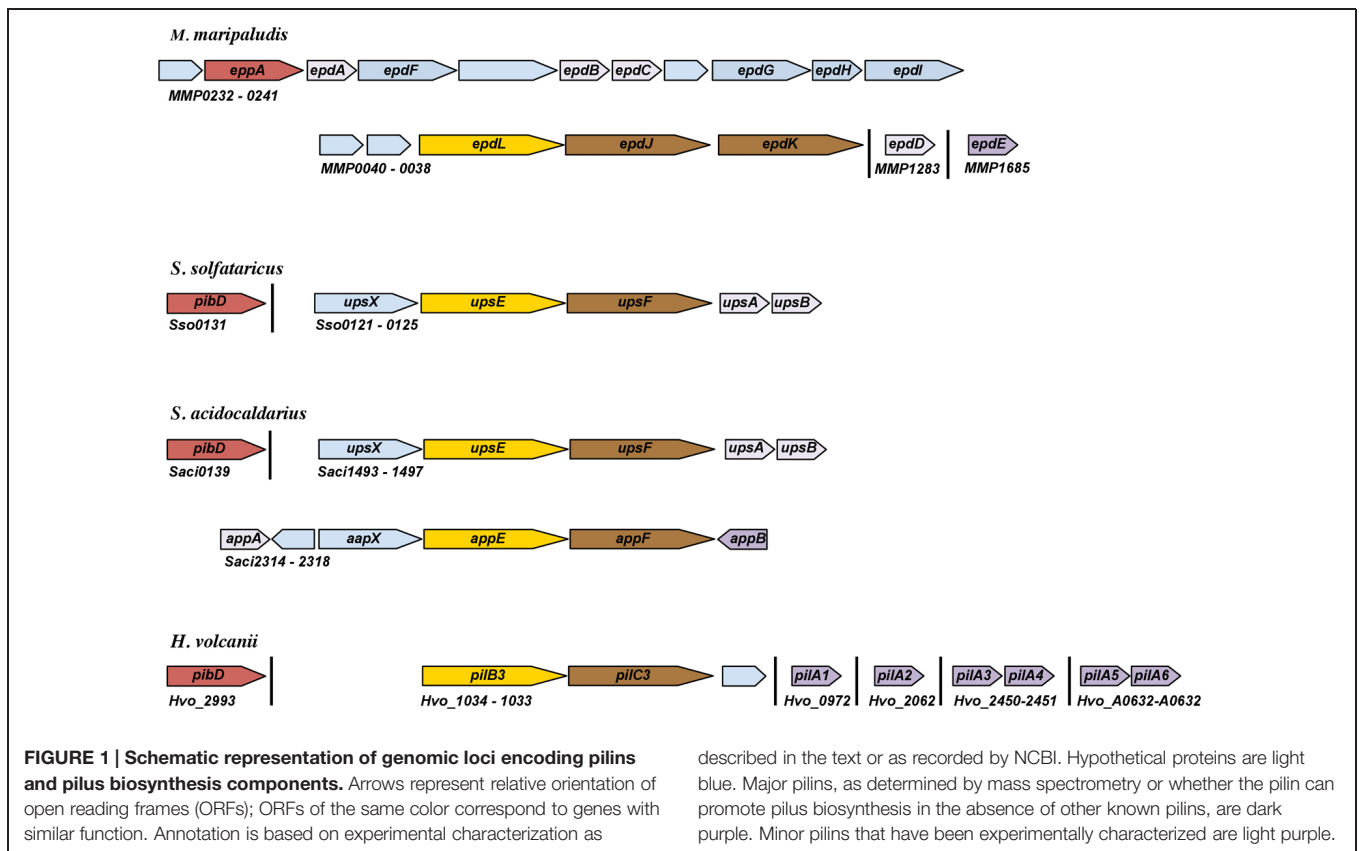 M. maripaludis
eppA epdA epdF epdB epdC epdG epdH epdI
MMP0232 - 0241
epdL epdJ epdK epdD epdE
MMP0040 - 0038 MMP1283 MMP1685
S. solfataricus
pibD upsX upsE upsF upsA upsB
Sso0131 Sso0121 - 0125
S. acidocaldarius
pibD upsX upsE upsF upsA upsB
Saci0139 Saci1493 - 1497
appA aapX appE appF appB
Saci2314 - 2318
H. volcanii
pibD pilB3 pilC3 pilA1 pilA2 pilA3 pilA4 pilA5 pilA6
Hvo_2993 Hvo_1034 - 1033 Hvo_0972 Hvo_2062 Hvo_2450-2451 Hvo_A0632-A0632
FIGURE 1 | Schematic representation of genomic loci encoding pilins
and pilus biosynthesis components. Arrows represent relative orientation of
open reading frames (ORFs); ORFs of the same color correspond to genes with
similar function. Annotation is based on experimental characterization as
described in the text or as recorded by NCBI. Hypothetical proteins are light
blue. Major pilins, as determined by mass spectrometry or whether the pilin can
promote pilus biosynthesis in the absence of other known pilins, are dark
purple. Minor pilins that have been experimentally characterized are light purple.